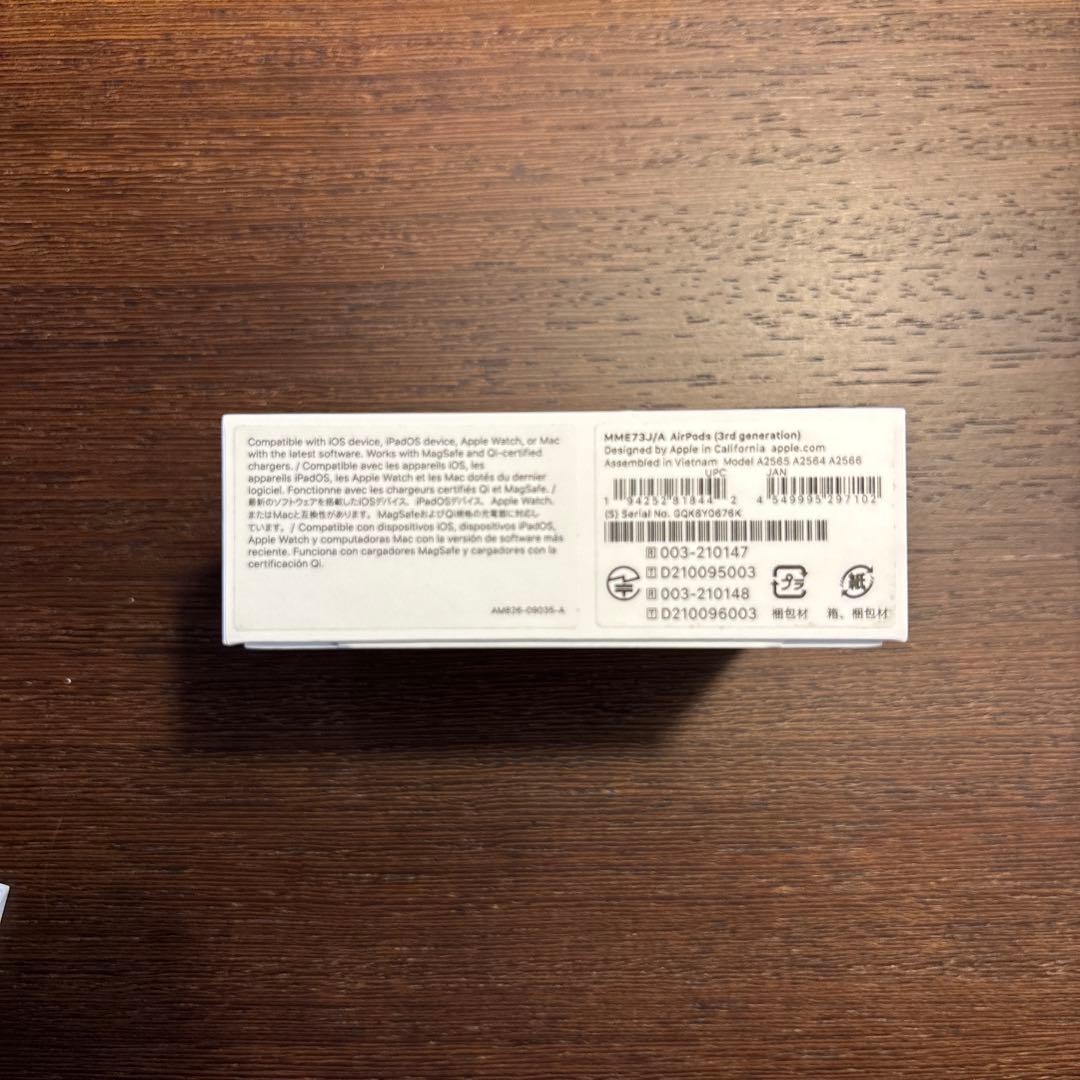 Compatible with iOS device, iPadOS device, Apple Watch, or Mac
with the latest software. Works with MagSafe and Qi-certified
chargers. / Compatible avec les appareils iOS, les
appareils iPadOS, les Apple Watch et les Mac dotés du dernier
logiciel. Fonctionne avec les chargeurs certifiés Qi et MagSafe. /
最新のソフトウェアを搭載したiOSデバイス、iPadOSデバイス、Apple Watch、
またはMacと互換性があります。MagSafeおよびQi規格の充電器に対応し
ています。 / Compatible con dispositivos iOS, dispositivos iPadOS,
Apple Watch y computadoras Mac con la versión de software más
reciente. Funciona con cargadores MagSafe y cargadores con la
certificación Qi.
AM826-09035-A
MME73J/A AirPods (3rd generation)
Designed by Apple in California apple.com
Assembled in Vietnam Model A2565 A2564 A2566
UPC JAN
1 94252 81844 2 4 549995 297102
(S) Serial No. GQK8Y0676K
R 003-210147
T D210095003
R 003-210148
T D210096003
プラ 紙
梱包材 箱、梱包材